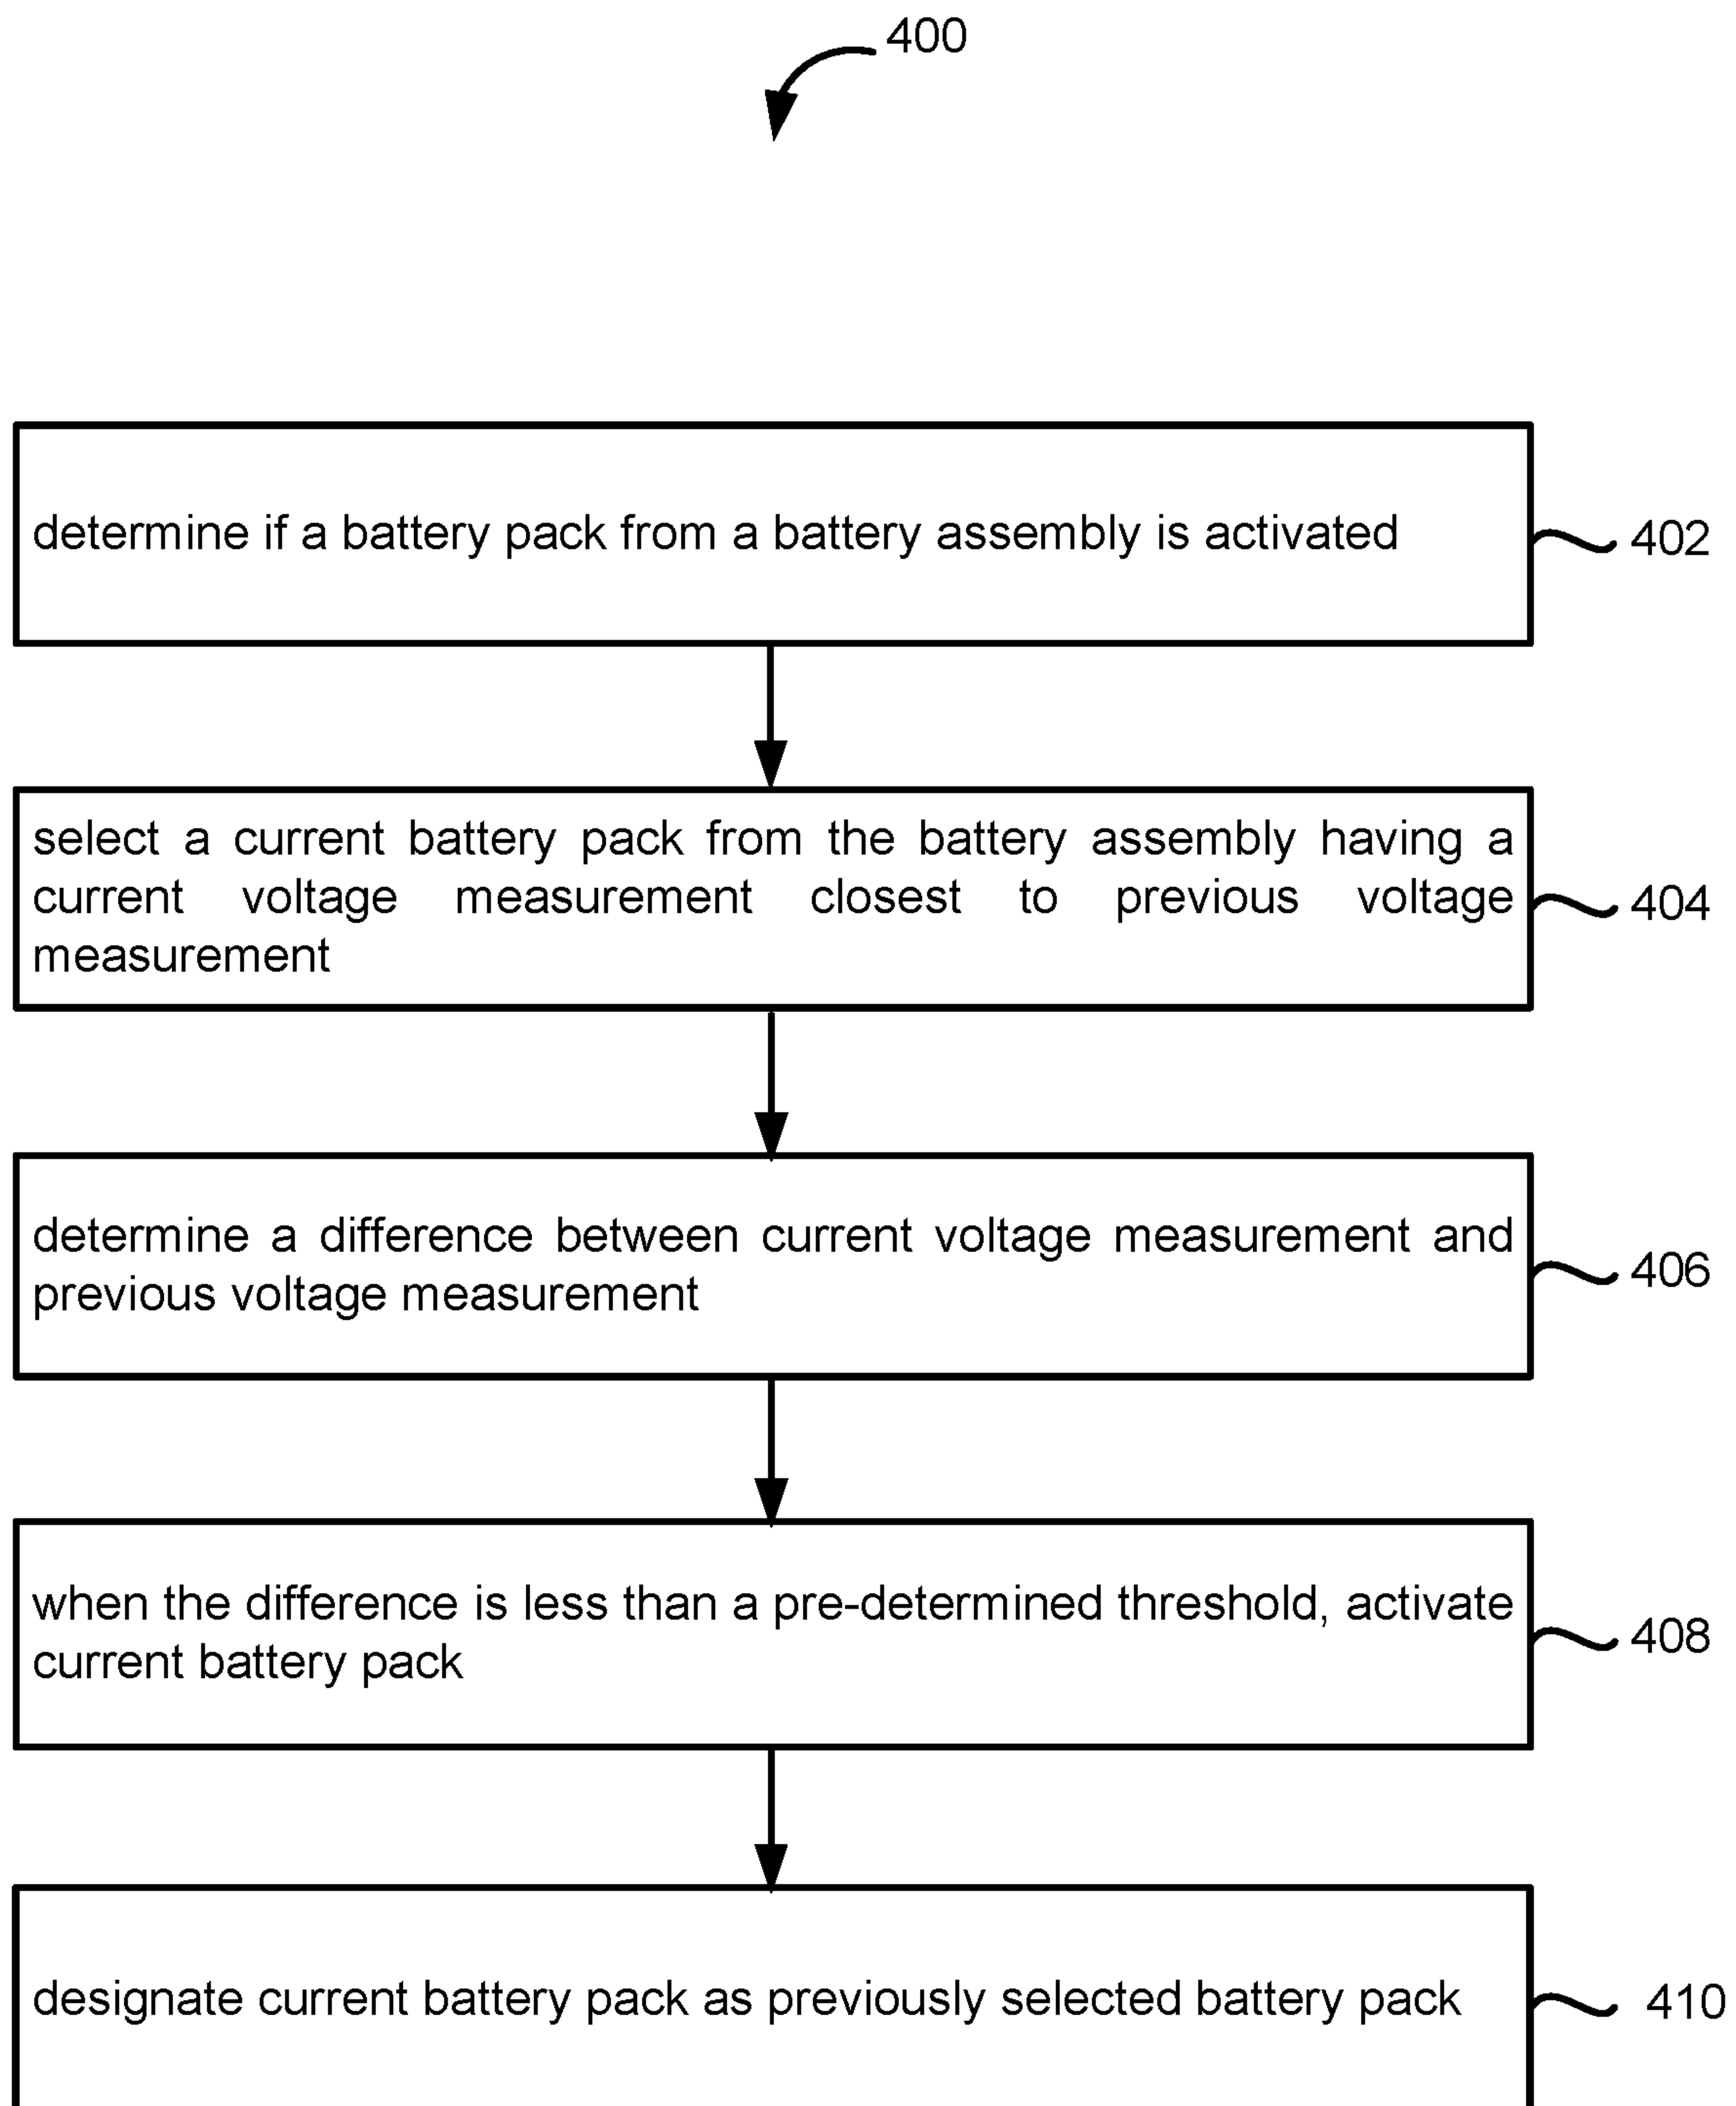 400
determine if a battery pack from a battery assembly is activated
402
select a current battery pack from the battery assembly having a
current voltage measurement closest to previous voltage
measurement
404
determine a difference between current voltage measurement and
previous voltage measurement
406
when the difference is less than a pre-determined threshold, activate
current battery pack
408
designate current battery pack as previously selected battery pack
410